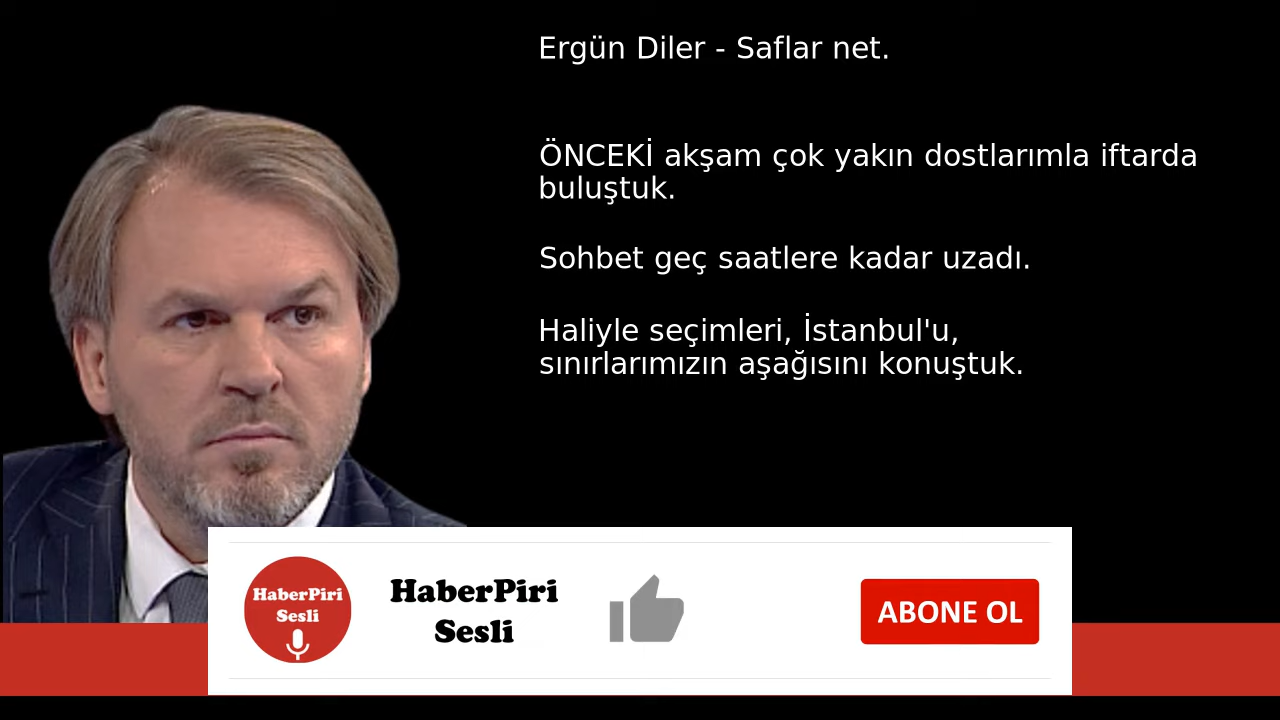 Ergün Diler - Saflar net.
ÖNCEKİ akşam çok yakın dostlarımla iftarda
buluştuk.
Sohbet geç saatlere kadar uzadı.
Haliyle seçimleri, İstanbul'u,
sınırlarımızın aşağısını konuştuk.
HaberPiri
Sesli
HaberPiri
Sesli
ABONE OL